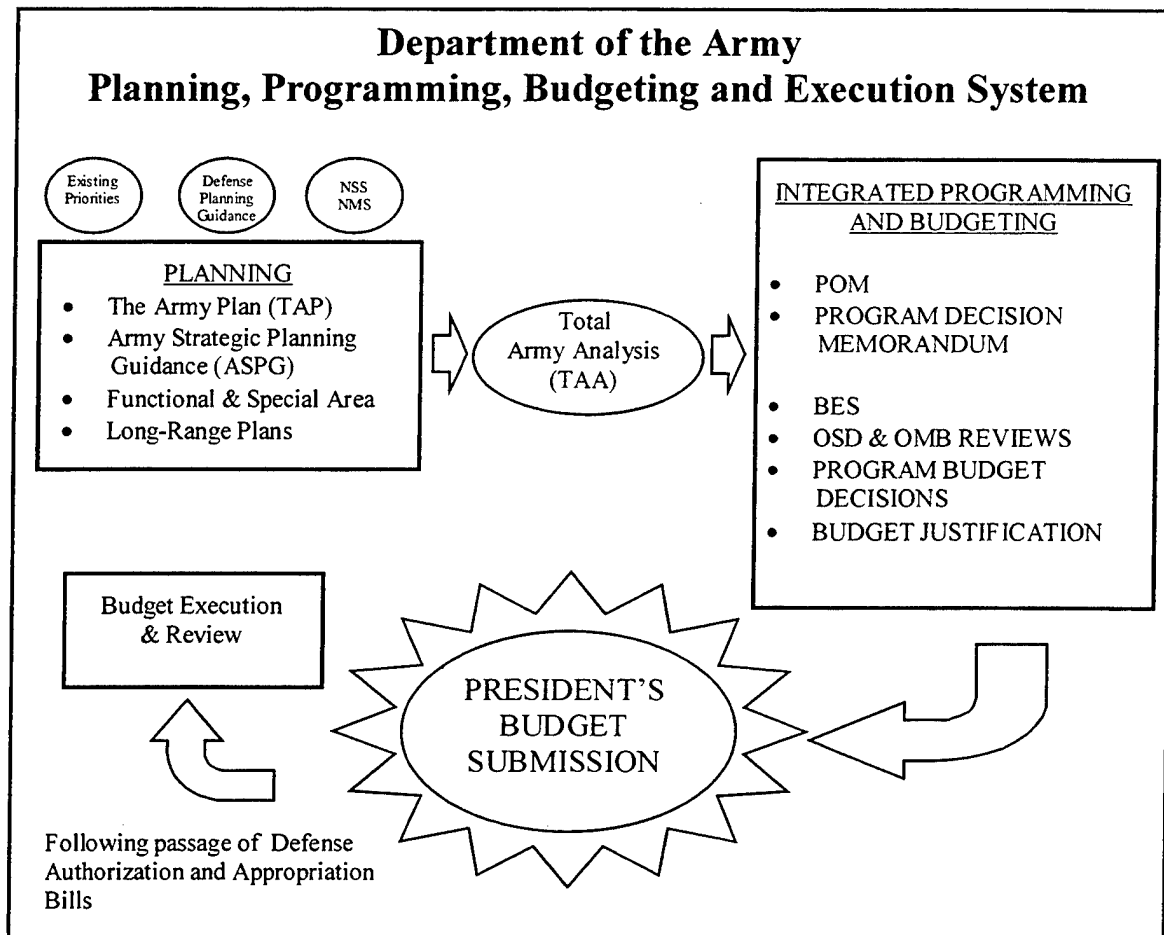 Department of the Army
Planning, Programming, Budgeting and Execution System
Existing
Priorities
Defense
Planning
Guidance
NSS
NMS
PLANNING
• The Army Plan (TAP)
• Army Strategic Planning
Guidance (ASPG)
• Functional & Special Area
• Long-Range Plans
Total
Army Analysis
(TAA)
INTEGRATED PROGRAMMING
AND BUDGETING
• POM
• PROGRAM DECISION
MEMORANDUM
• BES
• OSD & OMB REVIEWS
• PROGRAM BUDGET
DECISIONS
• BUDGET JUSTIFICATION
Budget Execution
& Review
PRESIDENT'S
BUDGET
SUBMISSION
Following passage of Defense
Authorization and Appropriation
Bills